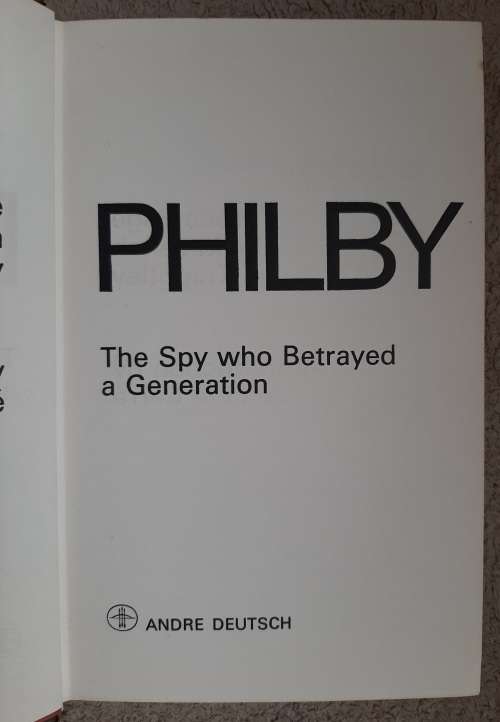 PHILBY
The Spy who Betrayed
a Generation
ANDRE DEUTSCH